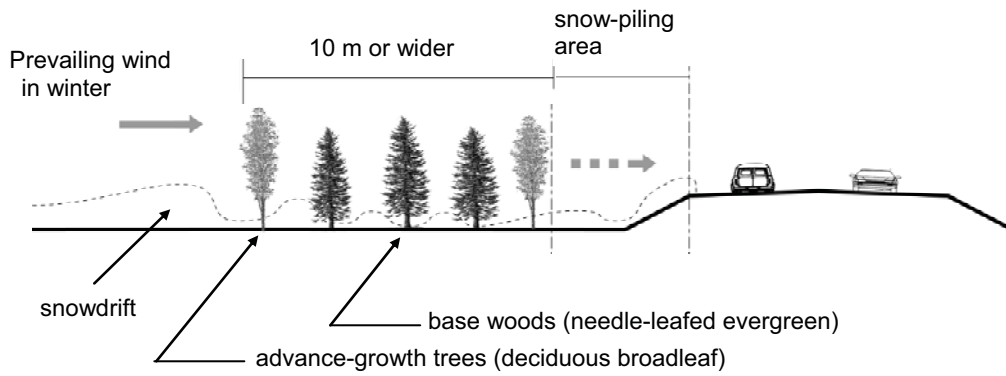 snow-piling
area
10 m or wider
Prevailing wind
in winter
snowdrift
base woods (needle-leafed evergreen)
advance-growth trees (deciduous broadleaf)